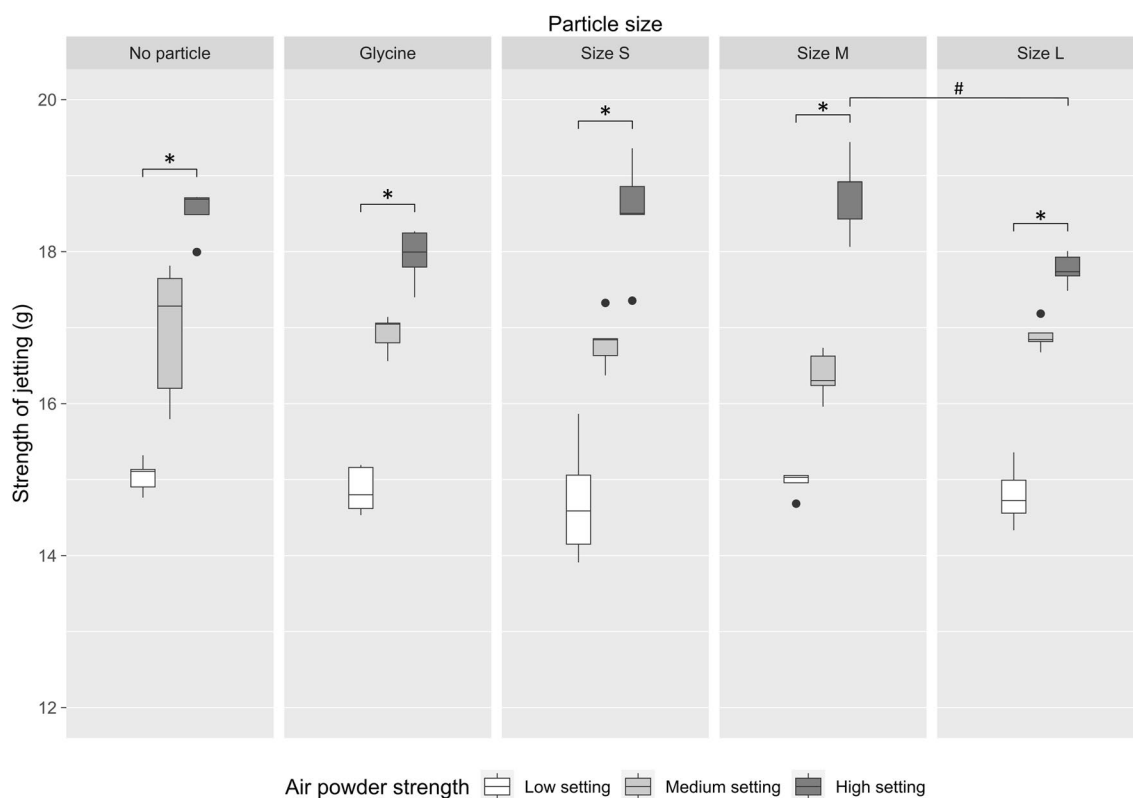 Particle size
No particle Glycine Size S Size M Size L
Strength of jetting (g)
20
18
16
14
12
* * * * # *
Air powder strength Low setting Medium setting High setting